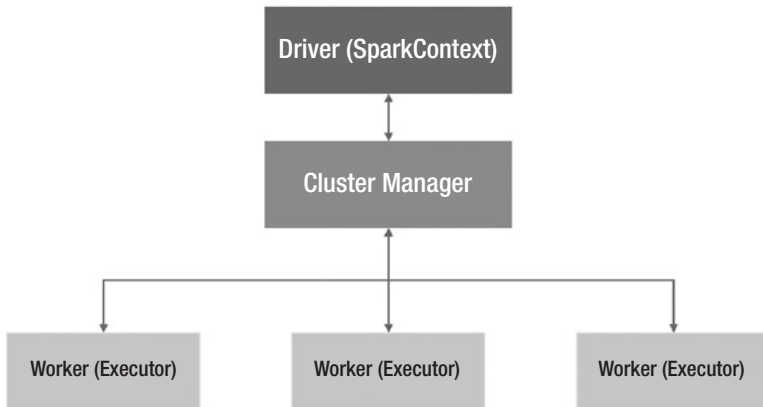 Driver (SparkContext)
Cluster Manager
Worker (Executor)
Worker (Executor)
Worker (Executor)